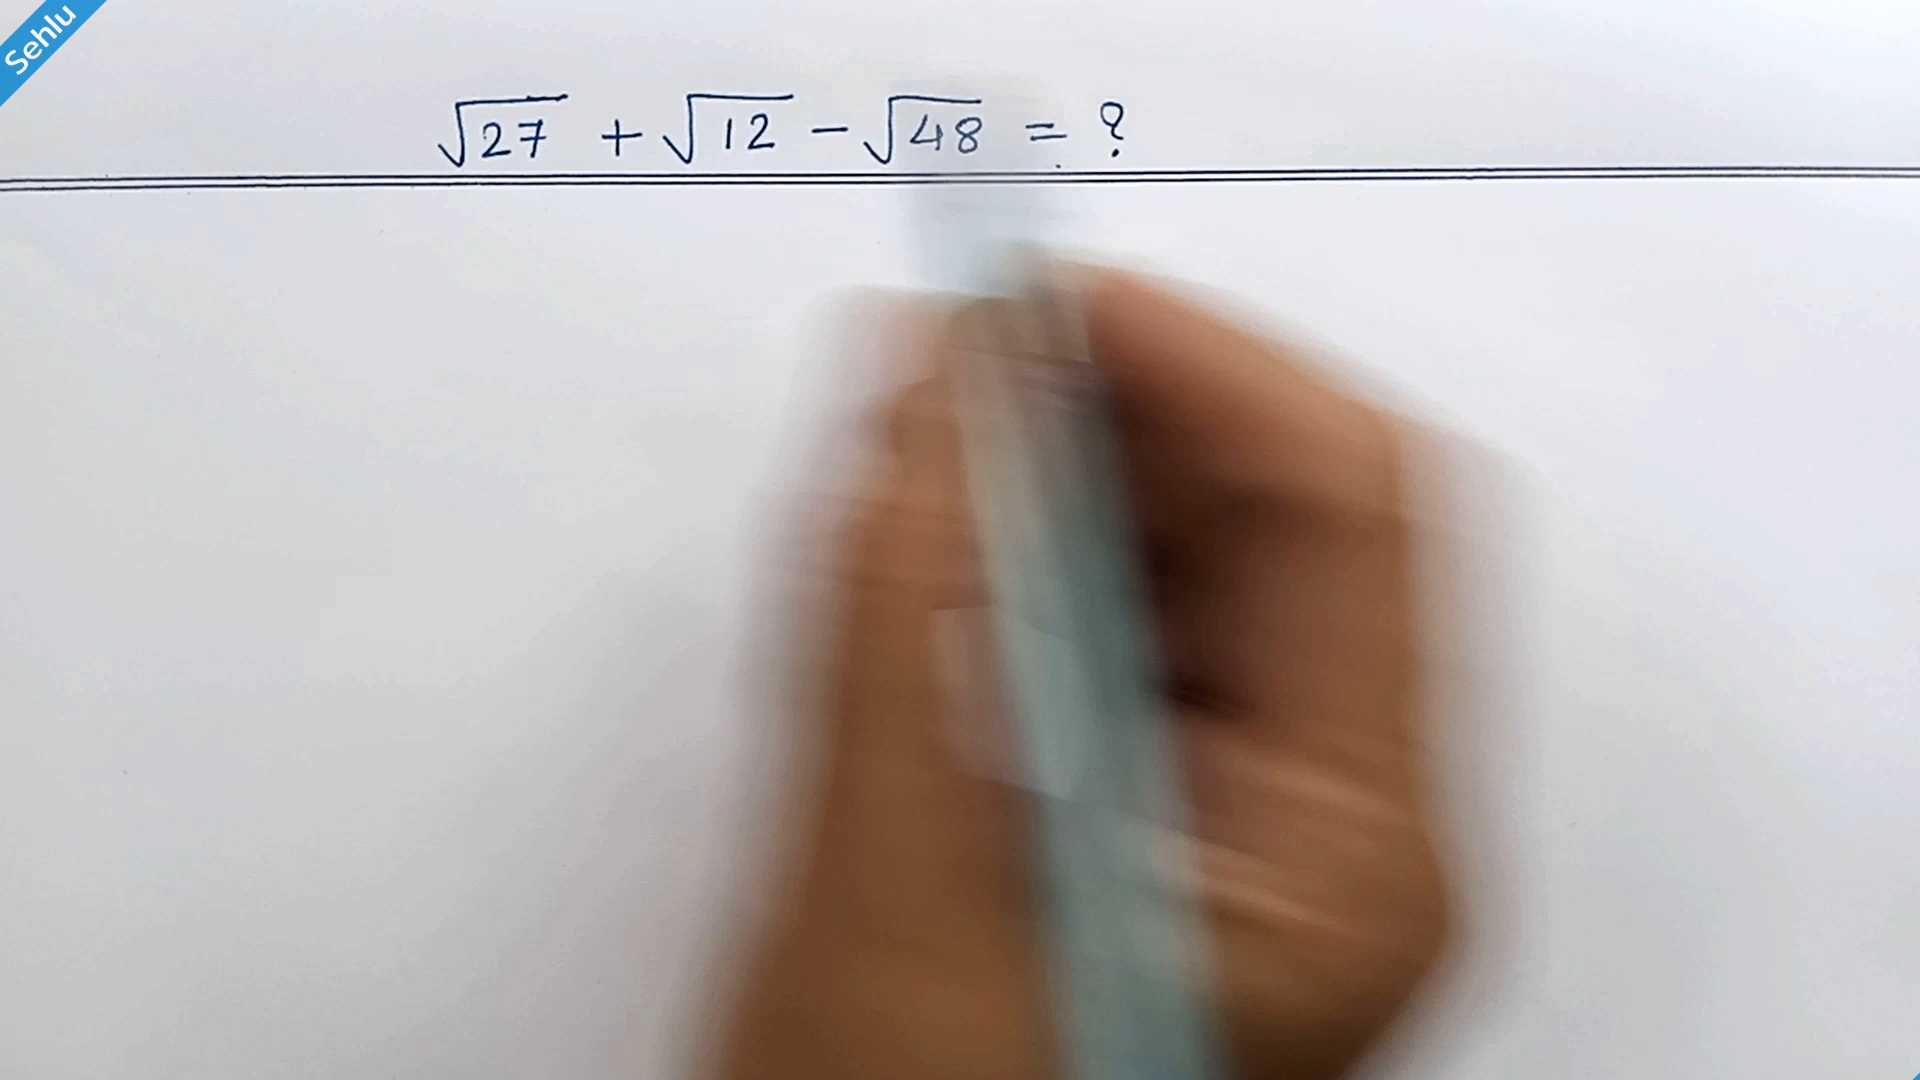 Sehlu
√27 + √12 - √48 = ?